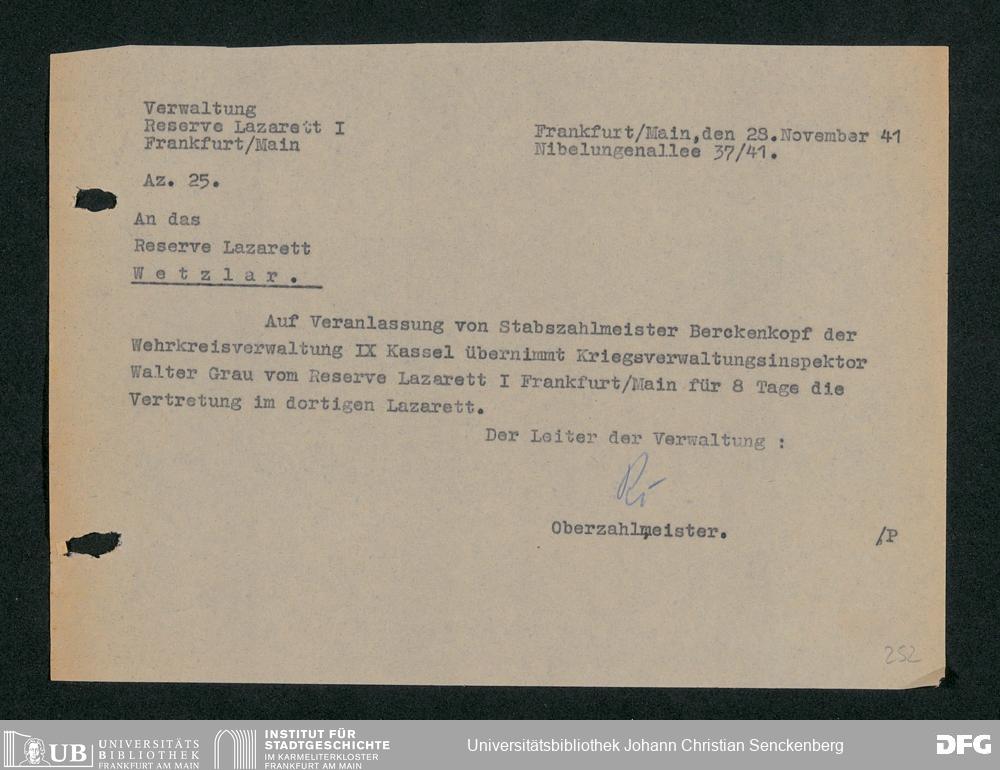 Verwaltung
Reserve Lazarett I
Frankfurt/Main
Frankfurt/Main,den 28.November 41
Nibelungenallee 37/41.
Az. 25.
An das
Reserve Lazarett
W e t z l a r .
Auf Veranlassung von Stabszahlmeister Berckenkopf der
Wehrkreisverwaltung IX Kassel übernimmt Kriegsverwaltungsinspektor
Walter Grau vom Reserve Lazarett I Frankfurt/Main für 8 Tage die
Vertretung im dortigen Lazarett.
Der Leiter der Verwaltung :
Oberzahlmeister.
/P
252
UB UNIVERSITÄTS
BIBLIOTHEK
FRANKFURT AM MAIN
INSTITUT FÜR
STADTGESCHICHTE
IM KARMELITERKLOSTER
FRANKFURT AM MAIN
Universitätsbibliothek Johann Christian Senckenberg
DFG